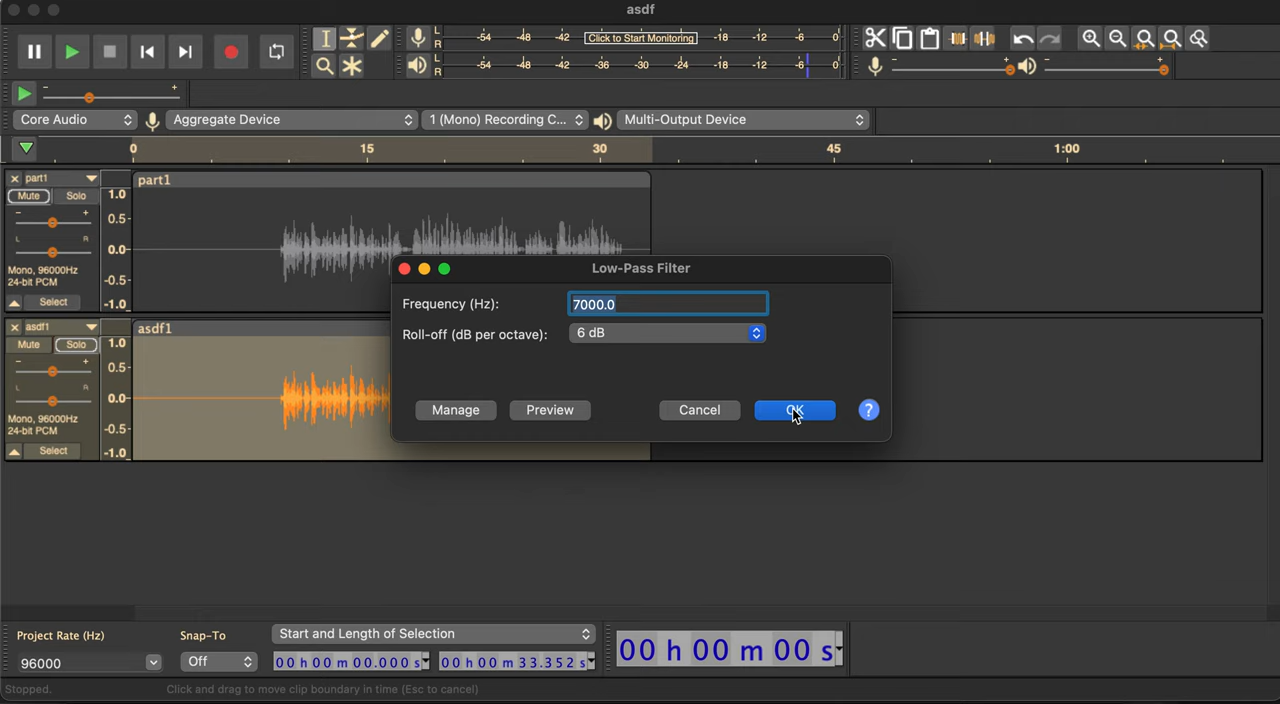 asdf
L
R
-54 -48 -42 Click to Start Monitoring -18 -12 -6 0
-54 -48 -42 -36 -30 -24 -18 -12 -6 0
- +
- +
- +
Core Audio Aggregate Device 1 (Mono) Recording C... Multi-Output Device
0 15 30 45 1:00
part1
Mute Solo
- +
L R
Mono, 96000Hz
24-bit PCM
Select
1.0
0.5
0.0
-0.5
-1.0
part1
asdf1
Mute Solo
- +
L R
Mono, 96000Hz
24-bit PCM
Select
1.0
0.5
0.0
-0.5
-1.0
asdf1
Low-Pass Filter
Frequency (Hz): 7000.0
Roll-off (dB per octave): 6 dB
Manage Preview Cancel OK ?
Project Rate (Hz) Snap-To Start and Length of Selection
96000 Off 00 h 00 m 00.000 s 00 h 00 m 33.352 s
00 h 00 m 00 s
Stopped. Click and drag to move clip boundary in time (Esc to cancel)